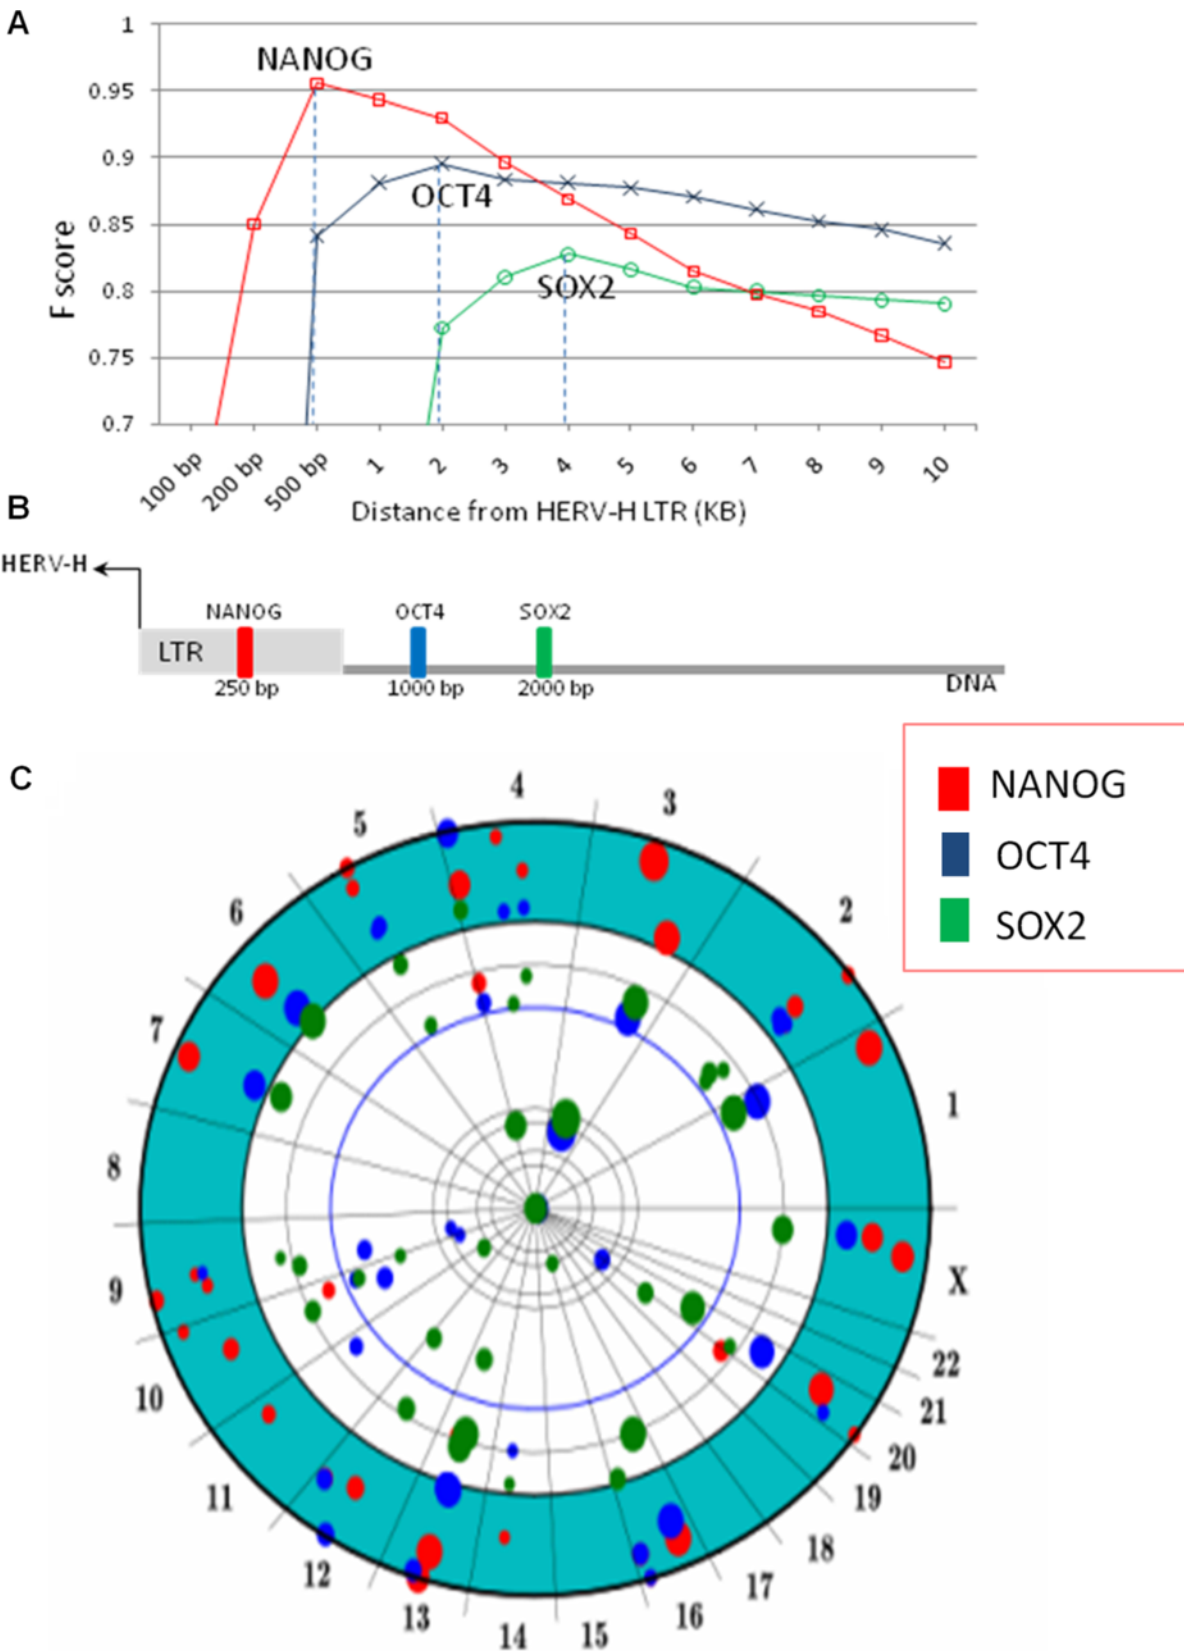 A
1
0.95
0.9
0.85
0.8
0.75
0.7
F score
NANOG
OCT4
SOX2
100 bp
200 bp
500 bp
1
2
3
4
5
6
7
8
9
10
Distance from HERV-H LTR (KB)
B
HERV-H
NANOG
OCT4
SOX2
LTR
250 bp
1000 bp
2000 bp
DNA
C
NANOG
OCT4
SOX2
4
3
5
2
6
7
1
8
X
9
22
10
21
20
11
19
18
12
17
13
16
14
15